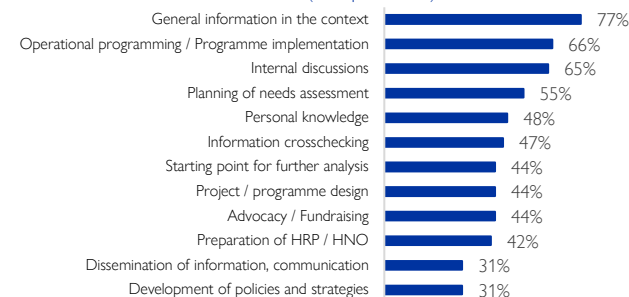 General information in the context 77%
Operational programming / Programme implementation 66%
Internal discussions 65%
Planning of needs assessment 55%
Personal knowledge 48%
Information crosschecking 47%
Starting point for further analysis 44%
Project / programme design 44%
Advocacy / Fundraising 44%
Preparation of HRP / HNO 42%
Dissemination of information, communication 31%
Development of policies and strategies 31%